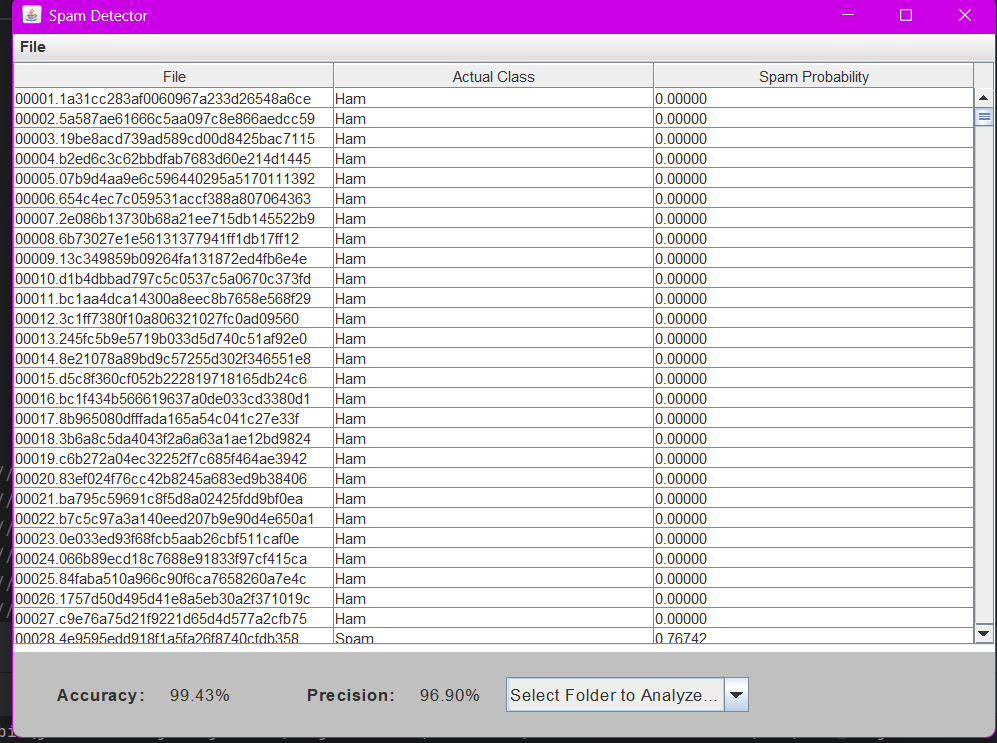 Spam Detector
File
File Actual Class Spam Probability
00001.1a31cc283af0060967a233d26548a6ce Ham 0.00000
00002.5a587ae61666c5aa097c8e866aedcc59 Ham 0.00000
00003.19be8acd739ad589cd00d8425bac7115 Ham 0.00000
00004.b2ed6c3c62bbdfab7683d60e214d1445 Ham 0.00000
00005.07b9d4aa9e6c596440295a5170111392 Ham 0.00000
00006.654c4ec7c059531accf388a807064363 Ham 0.00000
00007.2e086b13730b68a21ee715db145522b9 Ham 0.00000
00008.6b73027e1e56131377941ff1db17ff12 Ham 0.00000
00009.13c349859b09264fa131872ed4fb6e4e Ham 0.00000
00010.d1b4dbbad797c5c0537c5a0670c373fd Ham 0.00000
00011.bc1aa4dca14300a8eec8b7658e568f29 Ham 0.00000
00012.3c1ff7380f10a806321027fc0ad09560 Ham 0.00000
00013.245fc5b9e5719b033d5d740c51af92e0 Ham 0.00000
00014.8e21078a89bd9c57255d302f346551e8 Ham 0.00000
00015.d5c8f360cf052b222819718165db24c6 Ham 0.00000
00016.bc1f434b566619637a0de033cd3380d1 Ham 0.00000
00017.8b965080dfffada165a54c041c27e33f Ham 0.00000
00018.3b6a8c5da4043f2a6a63a1ae12bd9824 Ham 0.00000
00019.c6b272a04ec32252f7c685f464ae3942 Ham 0.00000
00020.83ef024f76cc42b8245a683ed9b38406 Ham 0.00000
00021.ba795c59691c8f5d8a02425fdd9bf0ea Ham 0.00000
00022.b7c5c97a3a140eed207b9e90d4e650a1 Ham 0.00000
00023.0e033ed93f68fcb5aab26cbf511caf0e Ham 0.00000
00024.066b89ecd18c7688e91833f97cf415ca Ham 0.00000
00025.84faba510a966c90f6ca7658260a7e4c Ham 0.00000
00026.1757d50d495d41e8a5eb30a2f371019c Ham 0.00000
00027.c9e76a75d21f9221d65d4d577a2cfb75 Ham 0.00000
00028.4e9595edd918f1a5fa26f8740cfdb358 Spam 0.76742
Accuracy: 99.43% Precision: 96.90% Select Folder to Analyze...